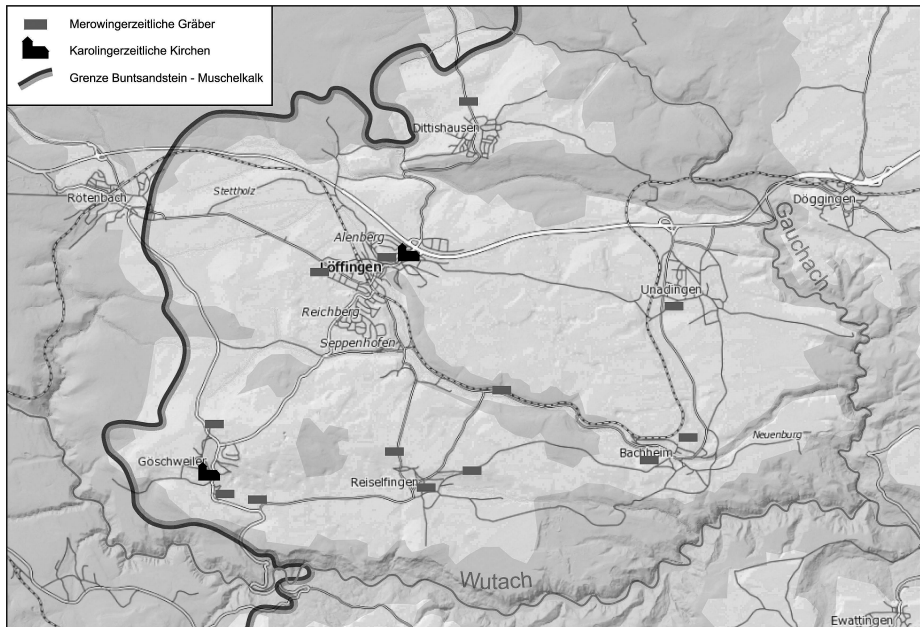 Merowingerzeitliche Gräber
Karolingerzeitliche Kirchen
Grenze Buntsandstein - Muschelkalk
Dittishausen
Rötenbach
Stettholz
Döggingen
Gauchach
Alenberg
Löffingen
Unadingen
Reichberg
Seppenhofen
Neuenburg
Göschweiler
Bachheim
Reiselfingen
Wutach
Ewattingen